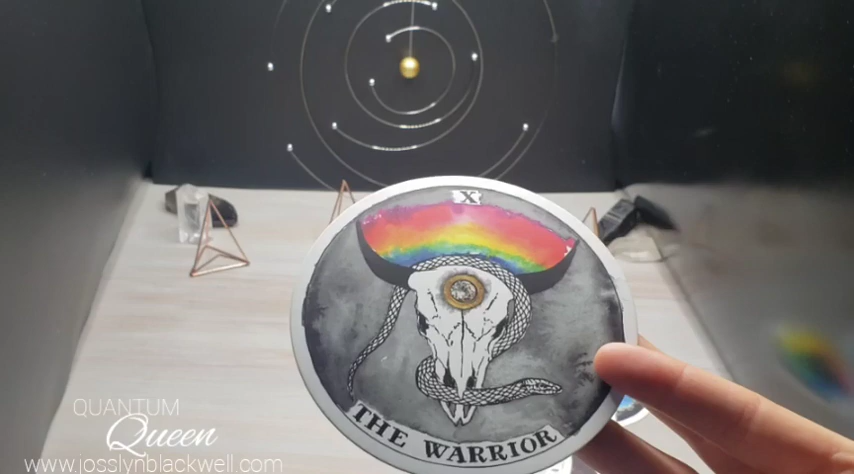 X
THE WARRIOR
QUANTUM
Queen
www.josslynblackwell.com